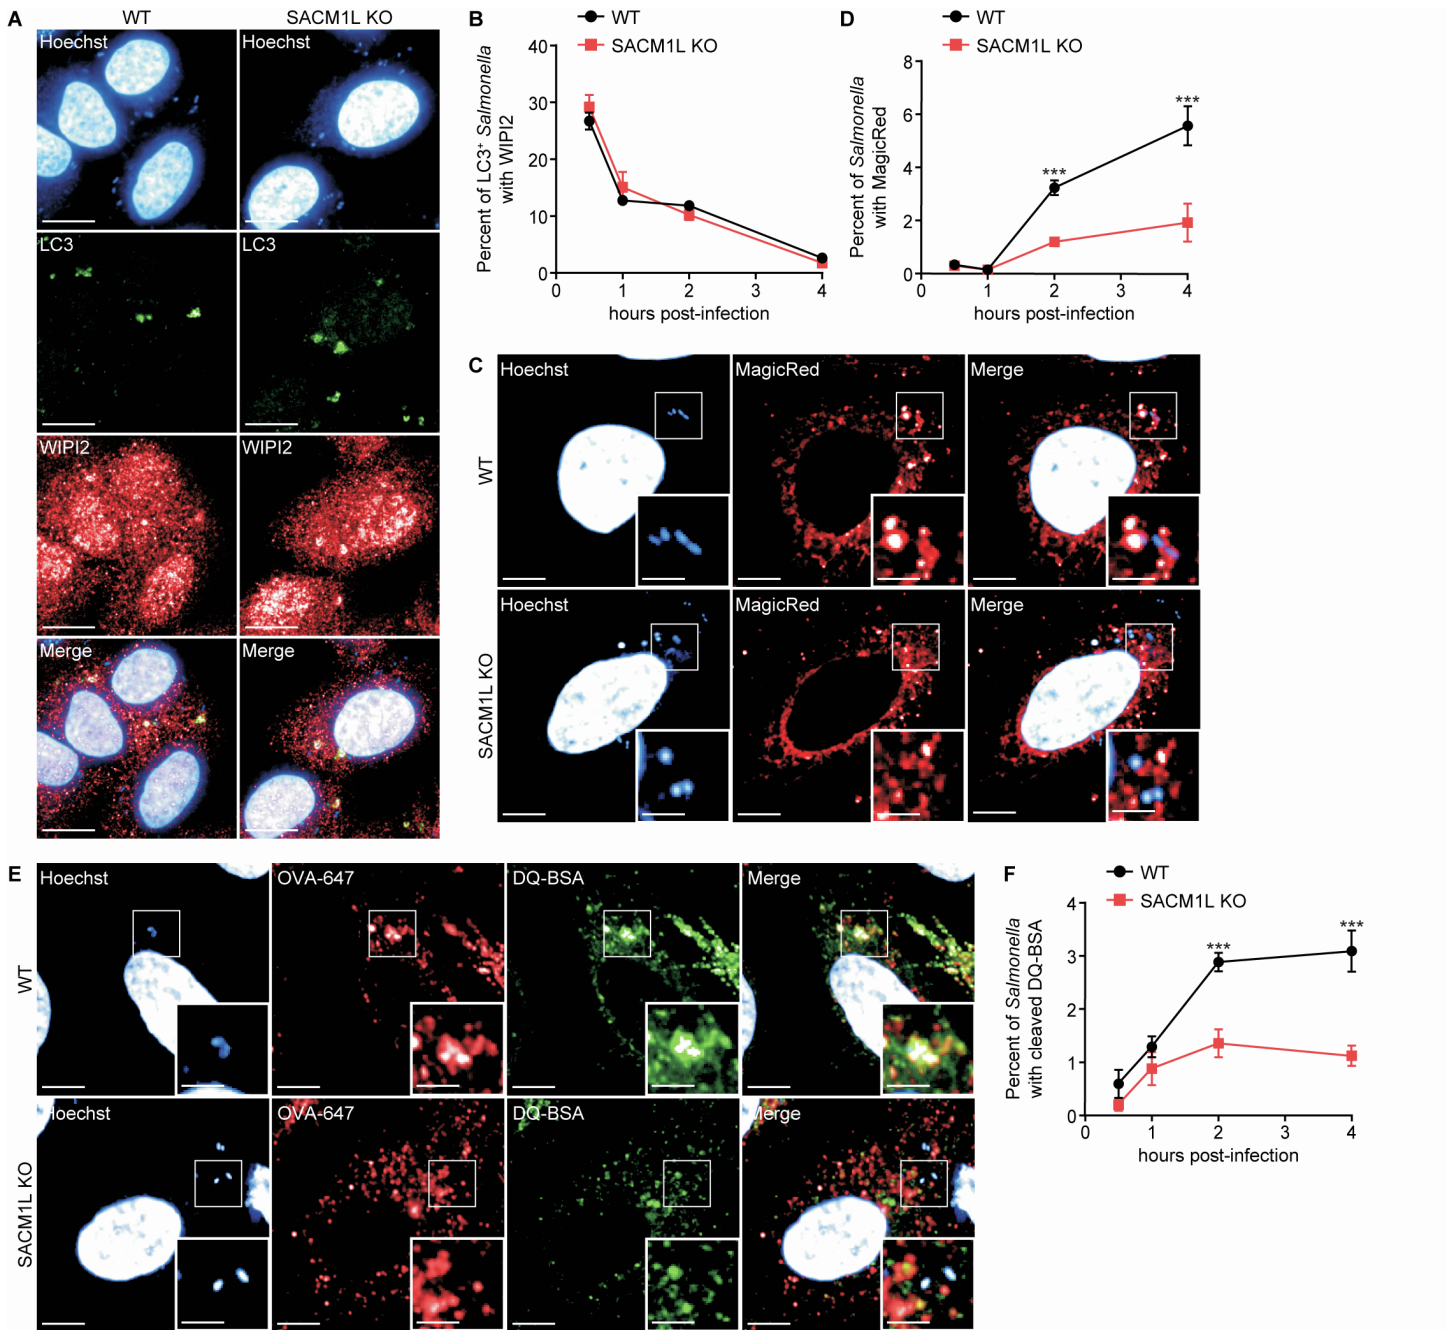 A
WT
SACM1L KO
Hoechst
Hoechst
LC3
LC3
WIPI2
WIPI2
Merge
Merge
B
WT
SACM1L KO
Percent of LC3⁺ Salmonella
with WIPI2
40
30
20
10
0
0
1
2
3
4
hours post-infection
D
WT
SACM1L KO
Percent of Salmonella
with MagicRed
8
6
4
2
0
***
***
0
1
2
3
4
hours post-infection
C
WT
Hoechst
MagicRed
Merge
SACM1L KO
Hoechst
MagicRed
Merge
E
WT
Hoechst
OVA-647
DQ-BSA
Merge
SACM1L KO
Hoechst
OVA-647
DQ-BSA
Merge
F
WT
SACM1L KO
Percent of Salmonella
with cleaved DQ-BSA
4
3
2
1
0
***
***
0
1
2
3
4
hours post-infection